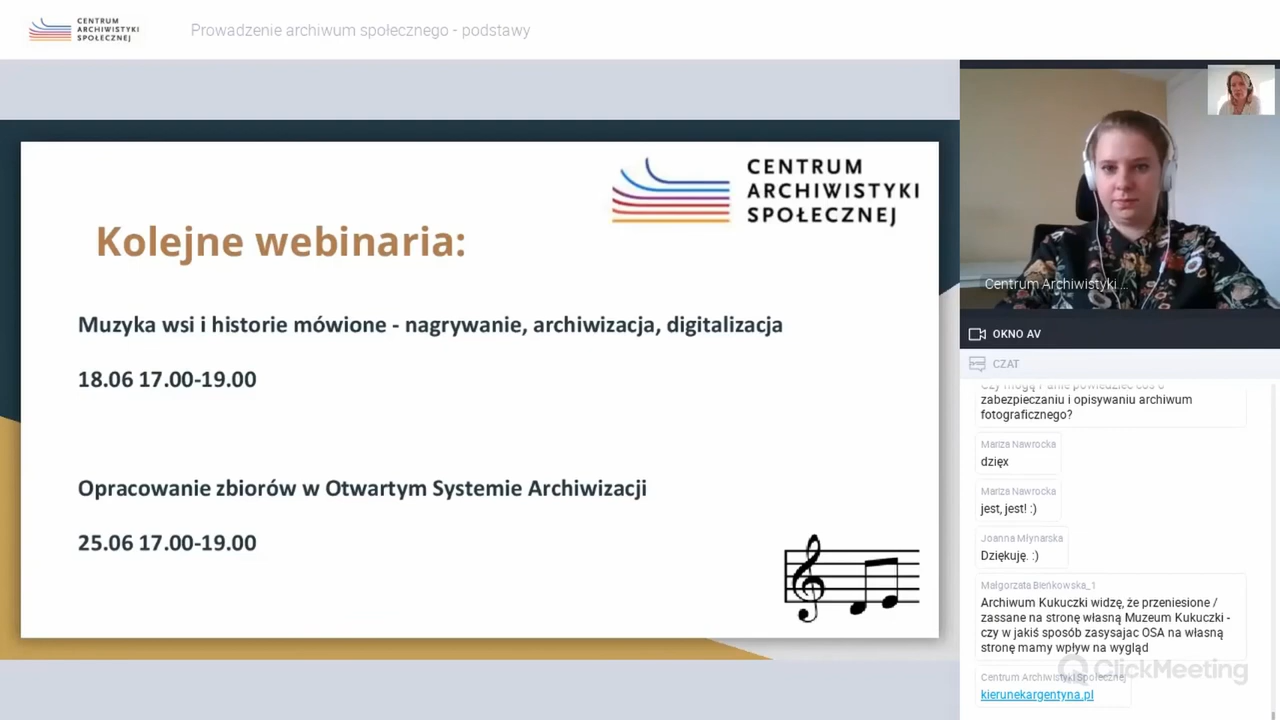 CENTRUM
ARCHIWISTYKI
SPOŁECZNEJ
Prowadzenie archiwum społecznego - podstawy
CENTRUM
ARCHIWISTYKI
SPOŁECZNEJ
Kolejne webinaria:
Muzyka wsi i historie mówione - nagrywanie, archiwizacja, digitalizacja
18.06 17.00-19.00
Opracowanie zbiorów w Otwartym Systemie Archiwizacji
25.06 17.00-19.00
Centrum Archiwistyki...
OKNO AV
CZAT
zabezpieczaniu i opisywaniu archiwum
fotograficznego?
Mariza Nawrocka
dzięx
Mariza Nawrocka
jest, jest! :)
Joanna Młynarska
Dziękuję. :)
Małgorzata Bieńkowska_1
Archiwum Kukuczki widzę, że przeniesione /
zassane na stronę własną Muzeum Kukuczki -
czy w jakiś sposób zasysajac OSA na własną
stronę mamy wpływ na wygląd
ClickMeeting
Centrum Archiwistyki Społecznej
kierunekargentyna.pl